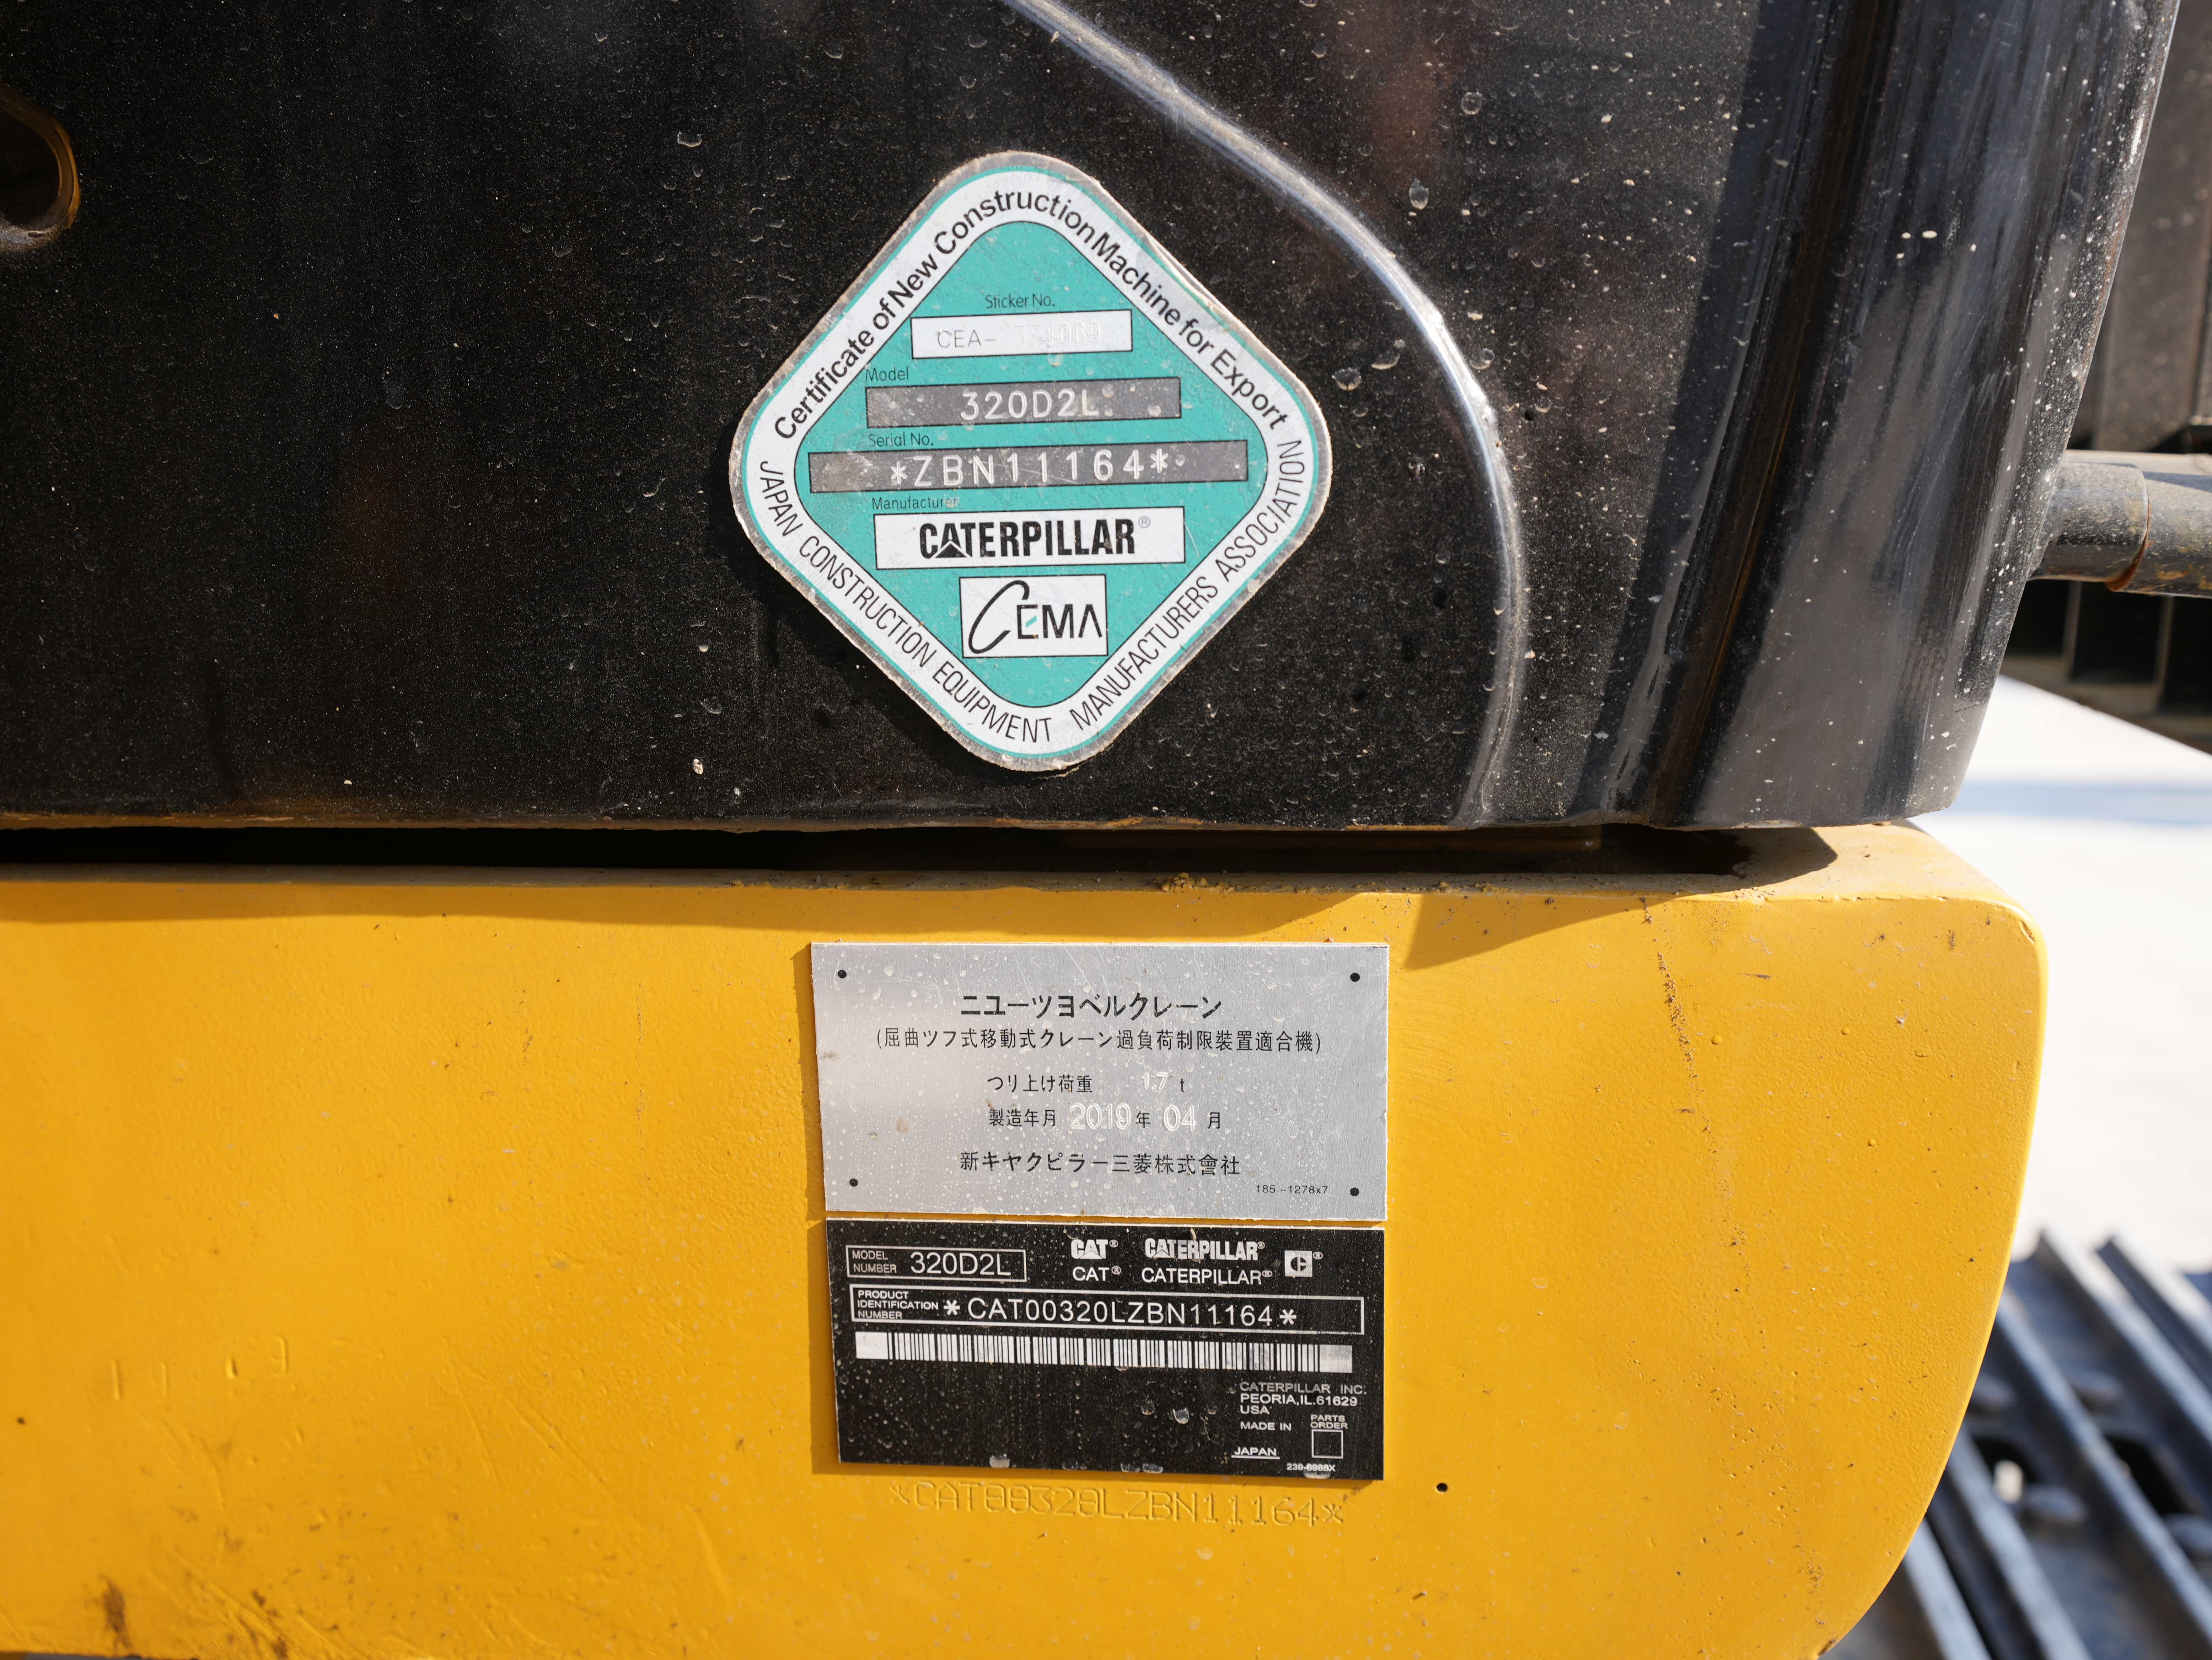 Certificate of New Construction Machine for Export
Sticker No.
CEA-
Model
320D2L
Serial No.
*ZBN11164*
Manufacturer
CATERPILLAR®
CEMA
JAPAN CONSTRUCTION EQUIPMENT MANUFACTURERS ASSOCIATION
ニユーツヨベルクレーン
(屈曲ツフ式移動式クレーン過負荷制限装置適合機)
つり上け荷重 1.7 t
製造年月 2019年 04 月
新キヤクピラー三菱株式會社
185-1278x7
MODEL NUMBER 320D2L
CAT® CATERPILLAR® C®
CAT® CATERPILLAR®
PRODUCT IDENTIFICATION NUMBER *CAT00320LZBN11164*
CATERPILLAR INC.
PEORIA,IL.61629
USA
MADE IN
JAPAN
PARTS ORDER
*CAT00320LZBN11164*